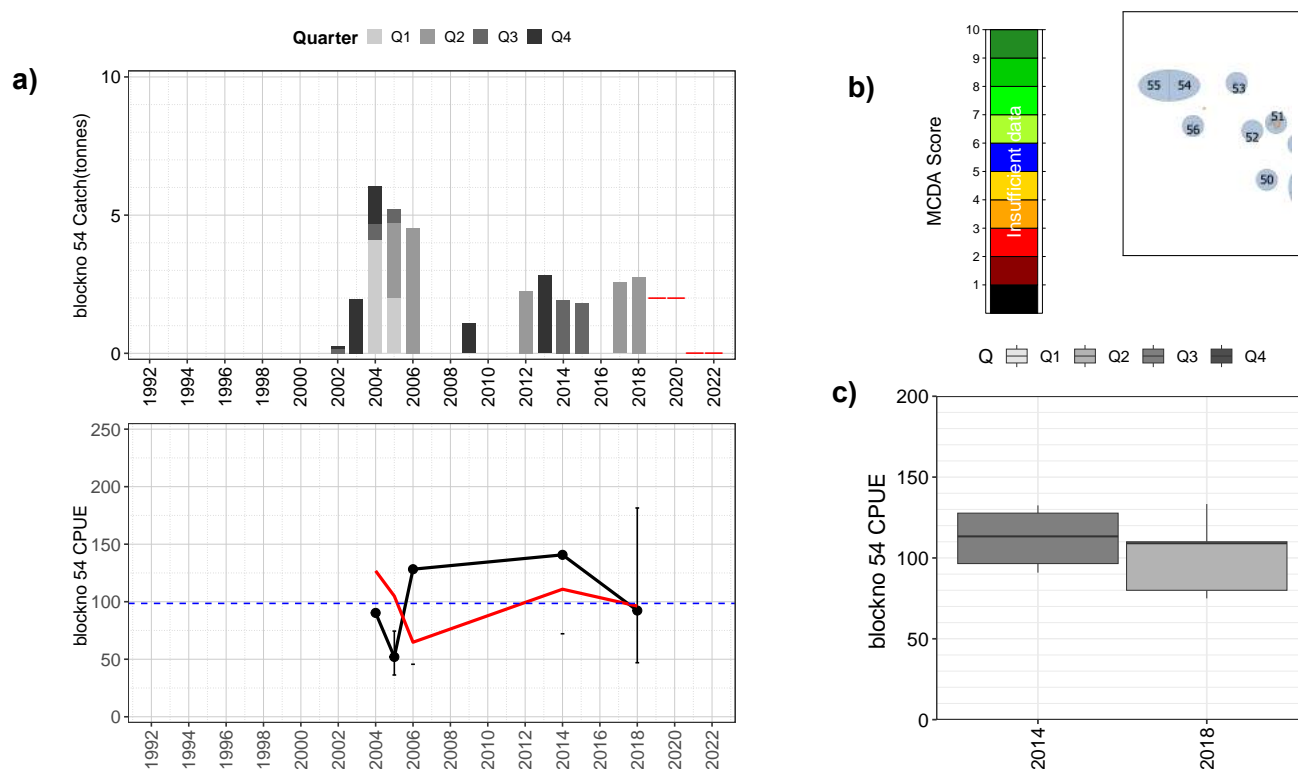 Quarter Q1 Q2 Q3 Q4
a)
blockno 54 Catch(tonnes)
10
5
0
1992 1994 1996 1998 2000 2002 2004 2006 2008 2010 2012 2014 2016 2018 2020 2022
blockno 54 CPUE
250
200
150
100
50
0
1992 1994 1996 1998 2000 2002 2004 2006 2008 2010 2012 2014 2016 2018 2020 2022
b)
MCDA Score
10
9
8
7
6
5
4
3
2
1
Insufficient data
55 54 53
51
56 52
50
Q Q1 Q2 Q3 Q4
c)
blockno 54 CPUE
200
150
100
50
0
2014 2018